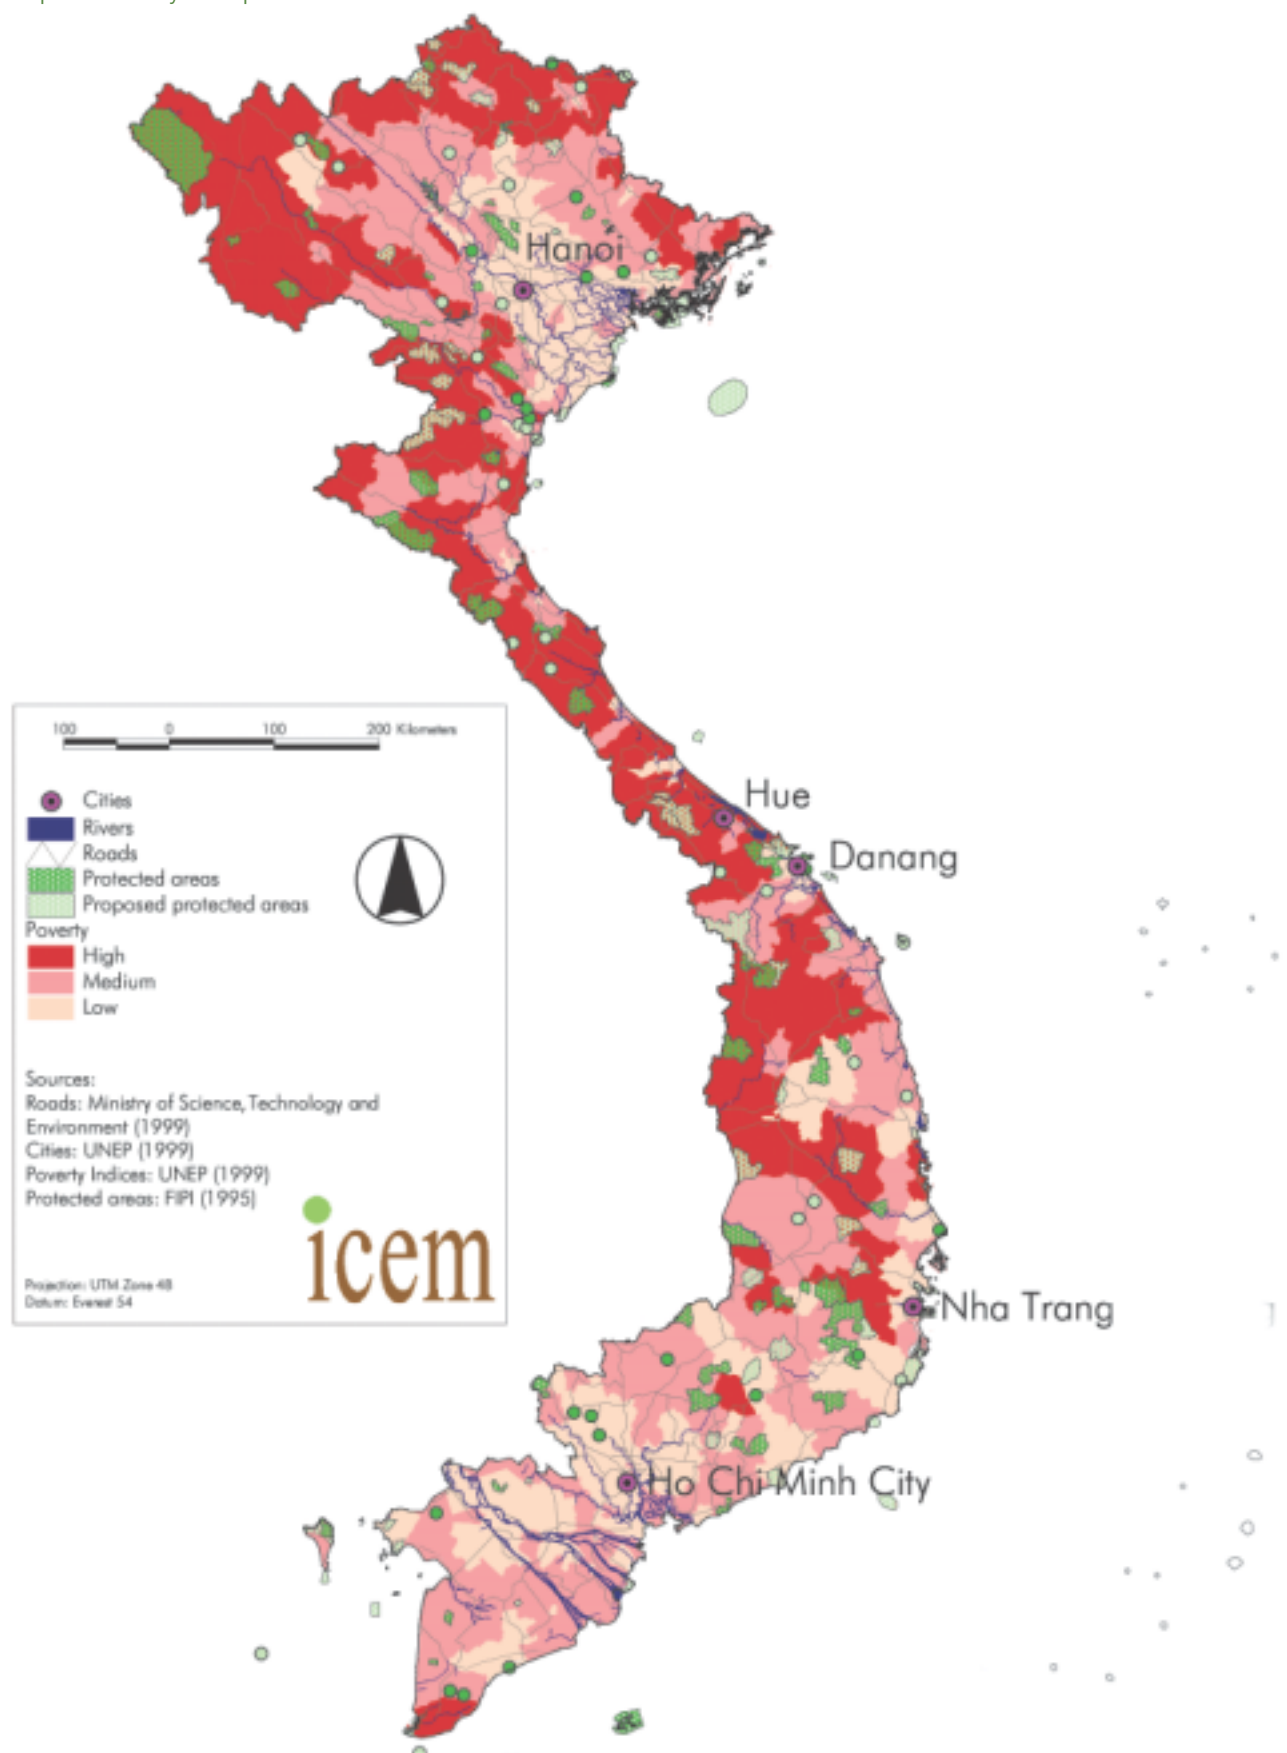 Hanoi
Hue
Danang
Nha Trang
Ho Chi Minh City
100 0 100 200 Kilometers
Cities
Rivers
Roads
Protected areas
Proposed protected areas
Poverty
High
Medium
Low
Sources:
Roads: Ministry of Science, Technology and
Environment (1999)
Cities: UNEP (1999)
Poverty Indices: UNEP (1999)
Protected areas: FIPI (1995)
icem
Projection: UTM Zone 48
Datum: Everest 54